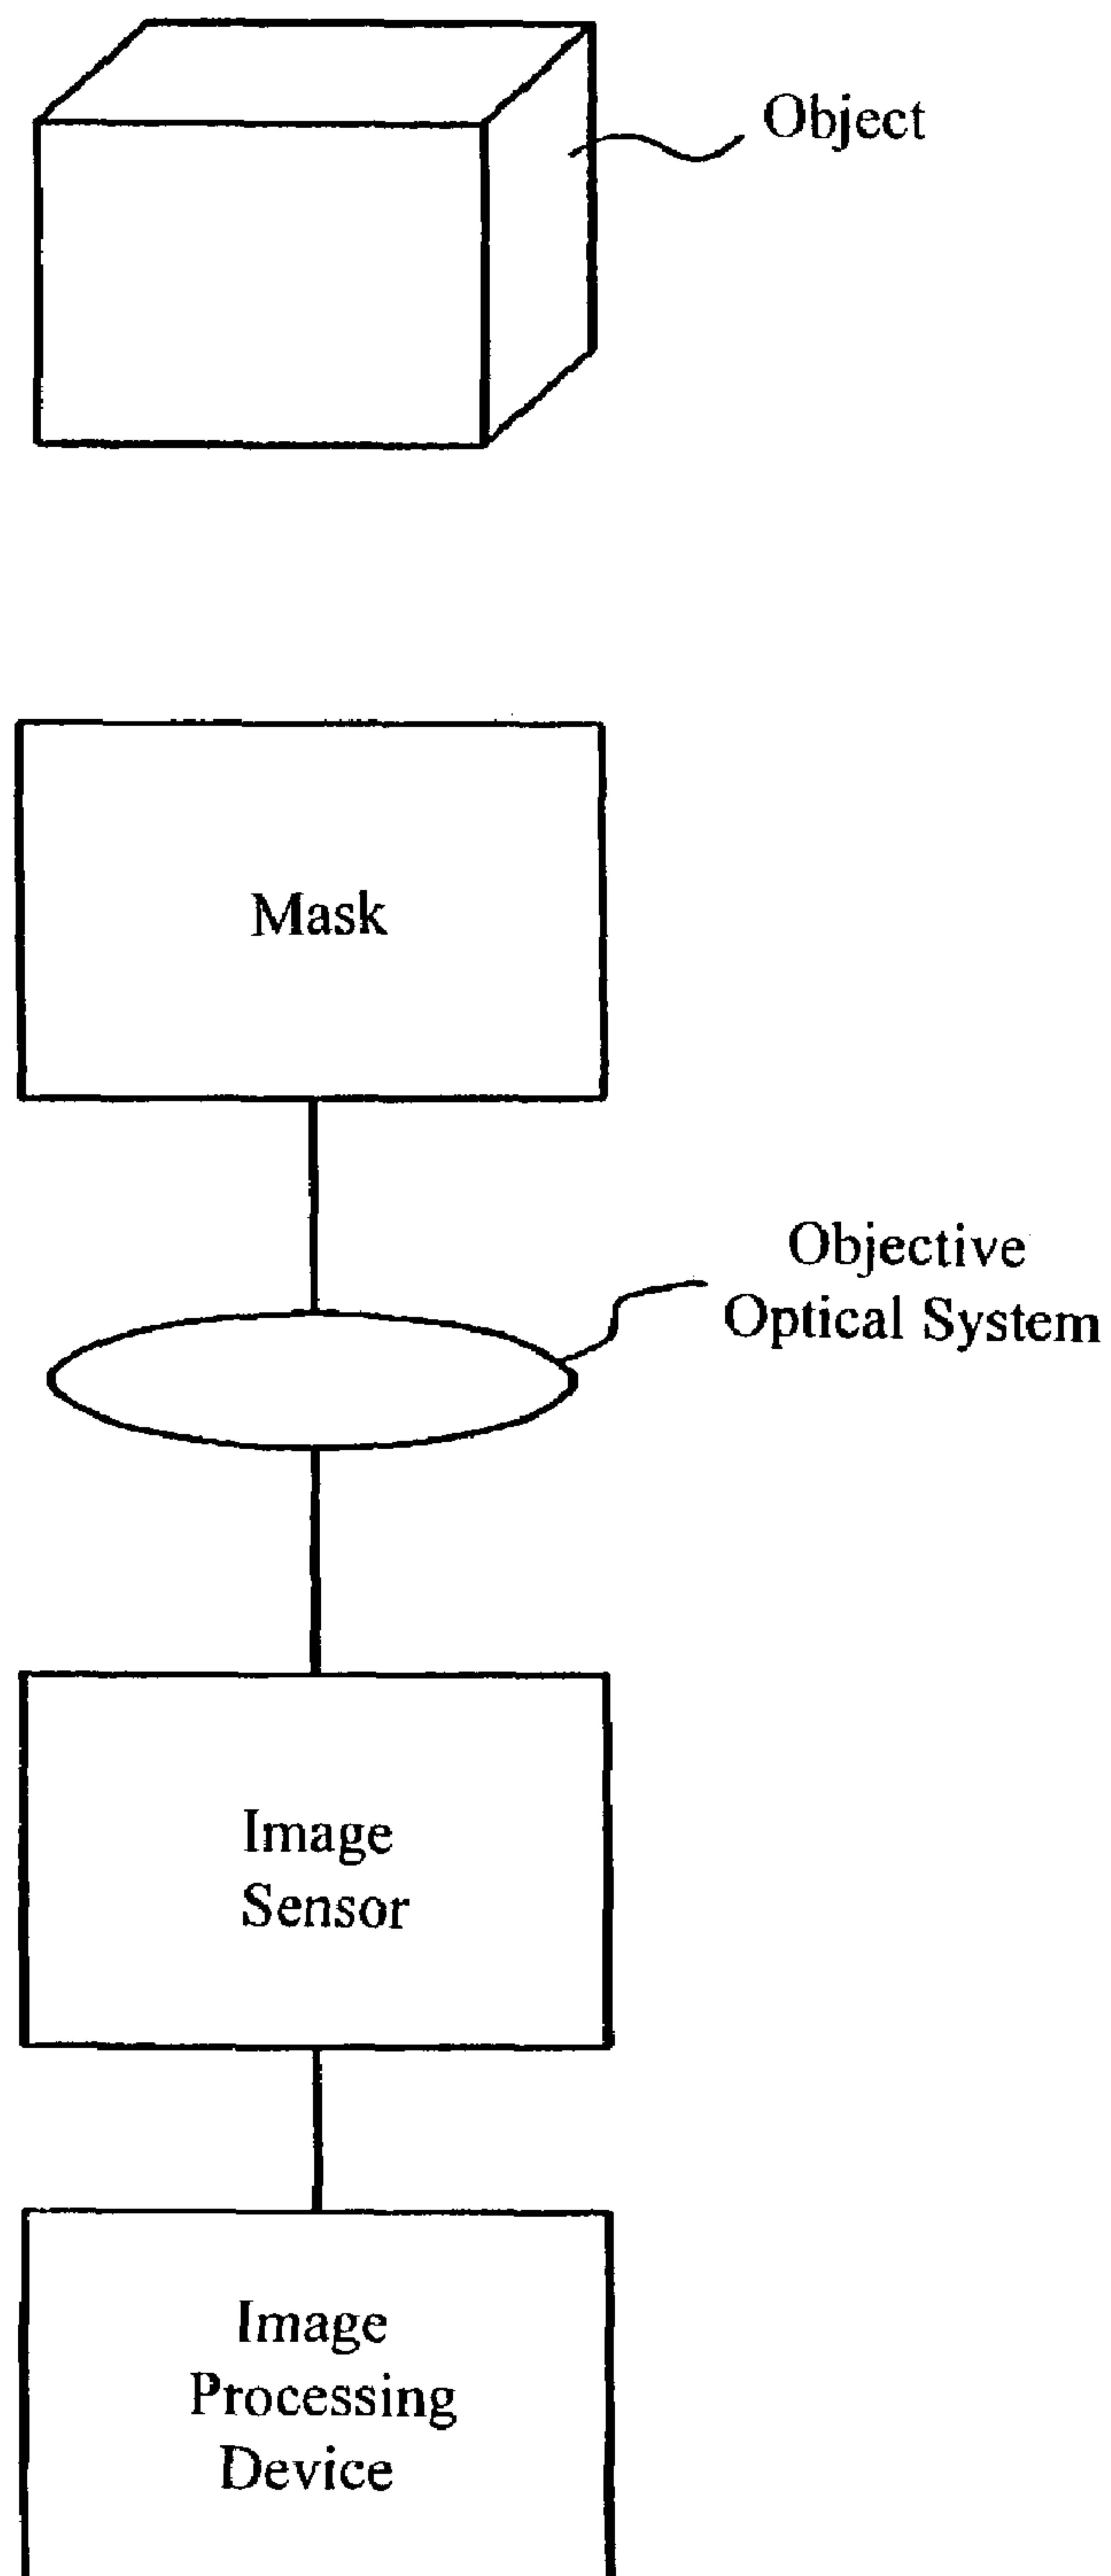 Object
Mask
Objective
Optical System
Image
Sensor
Image
Processing
Device